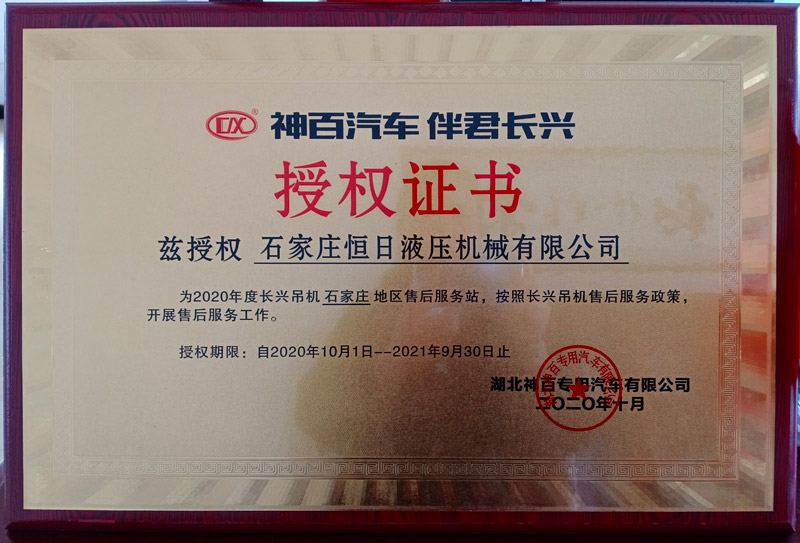 CX® 神百汽车 伴君长兴
授权证书
兹授权 石家庄恒日液压机械有限公司
为2020年度长兴吊机石家庄地区售后服务站，按照长兴吊机售后服务政策，
开展售后服务工作。
授权期限：自2020年10月1日--2021年9月30日止
湖北神百专用汽车有限公司
二〇二〇年十月